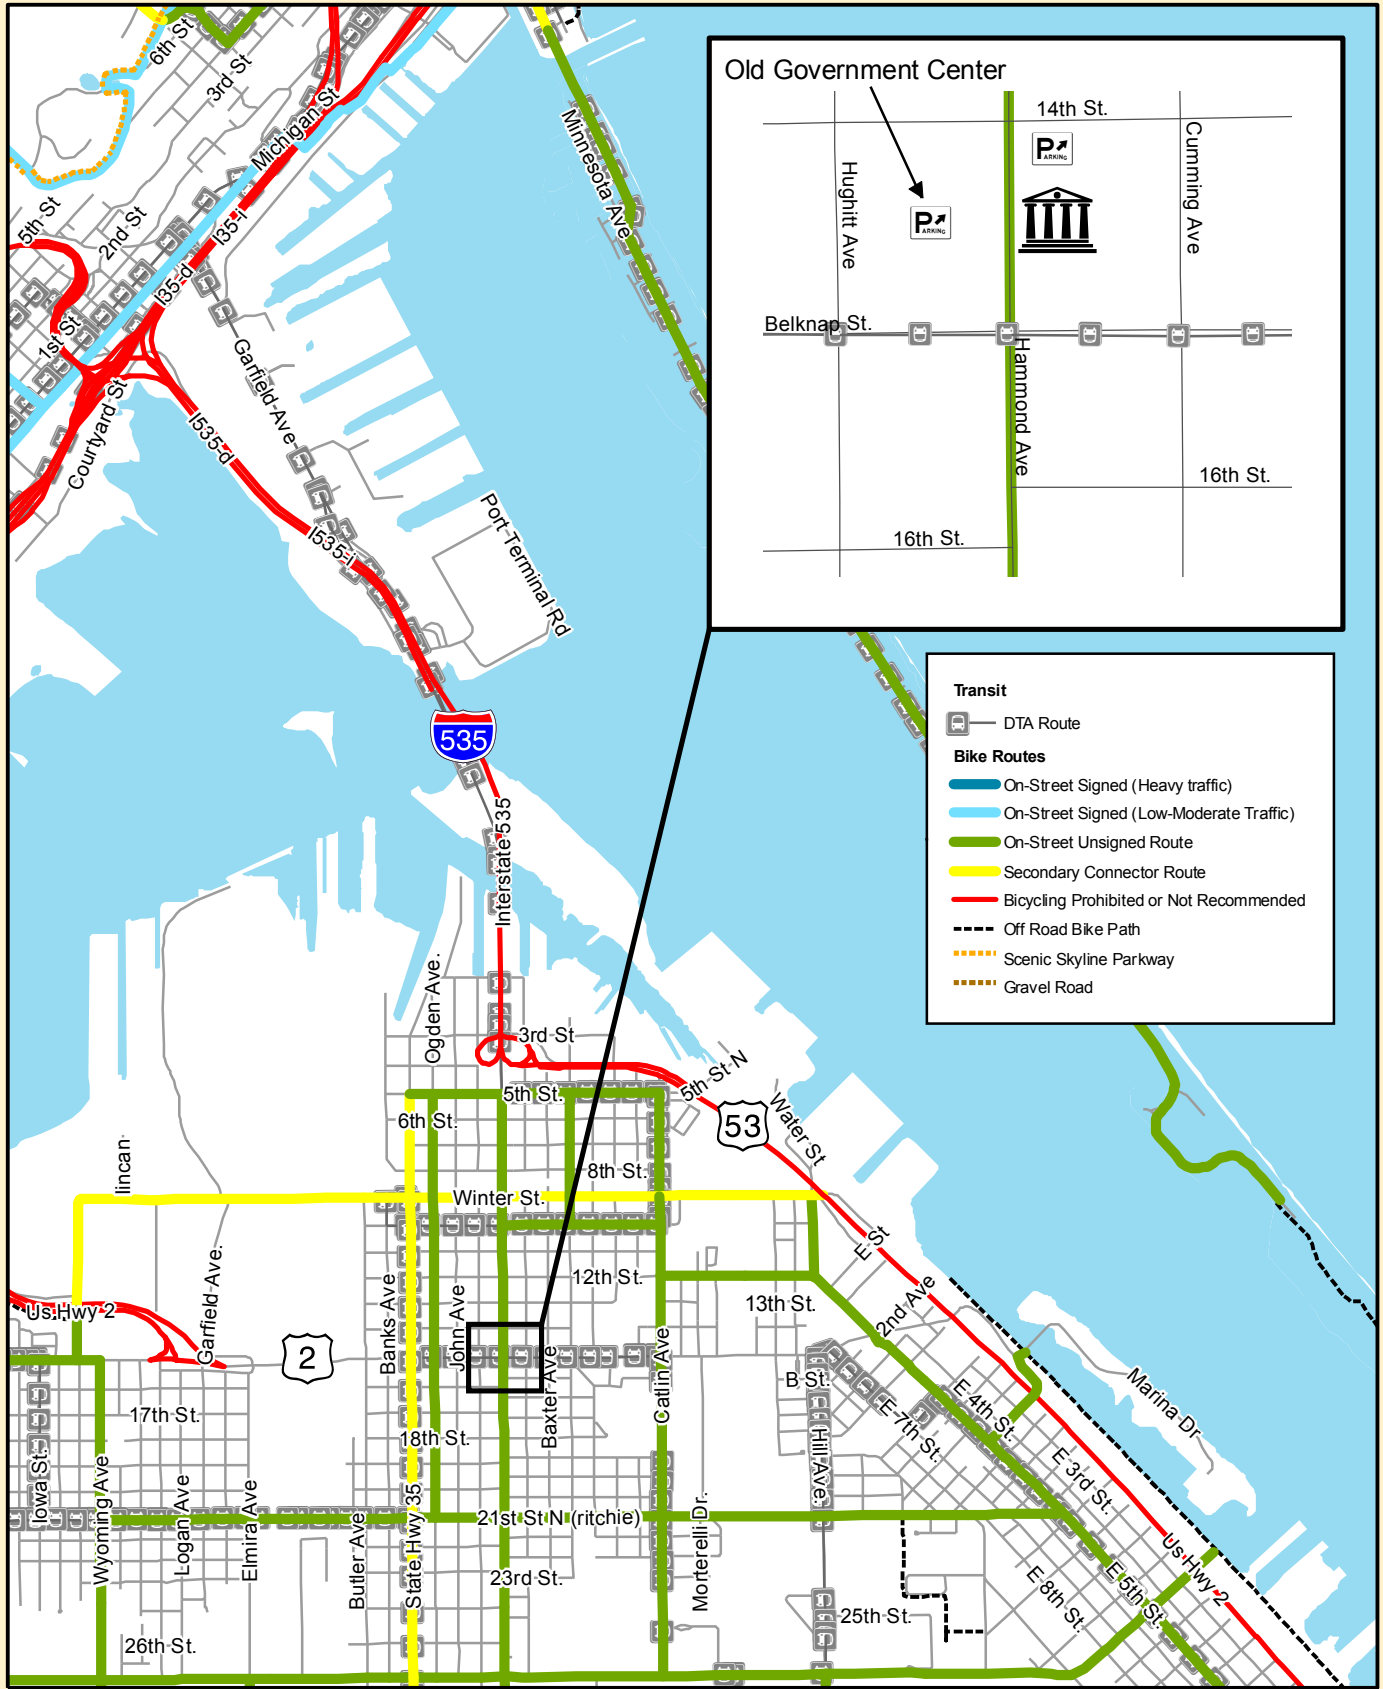 6th St
3rd St
Michigan St
5th St
2nd St
I35-i
I35-d
1st St
Courtyard St
Garfield Ave
I535-d
I535-i
Minnesota Ave
Port Terminal Rd
535
Interstate 535
Old Government Center
14th St.
P
ARKING
Hughitt Ave
P
ARKING
Cumming Ave
Belknap St.
Hammond Ave
16th St.
16th St.
Transit
DTA Route
Bike Routes
On-Street Signed (Heavy traffic)
On-Street Signed (Low-Moderate Traffic)
On-Street Unsigned Route
Secondary Connector Route
Bicycling Prohibited or Not Recommended
Off Road Bike Path
Scenic Skyline Parkway
Gravel Road
Ogden Ave.
3rd St
5th St.
5th St N
6th St.
53
Water St
8th St.
lincan
Winter St.
E St
12th St.
13th St.
2nd Ave
Us Hwy 2
Garfield Ave.
2
Banks Ave
John Ave
Baxter Ave
Catlin Ave
B St.
E 4th St.
E 7th St.
Marina Dr
17th St.
18th St.
Hill Ave.
E 3rd St.
Iowa St.
Wyoming Ave
Logan Ave
Elmira Ave
Butler Ave
State Hwy 35
21st St N (ritchie)
Morterelli Dr.
Us Hwy 2
23rd St.
E 5th St.
E 8th St.
25th St.
26th St.